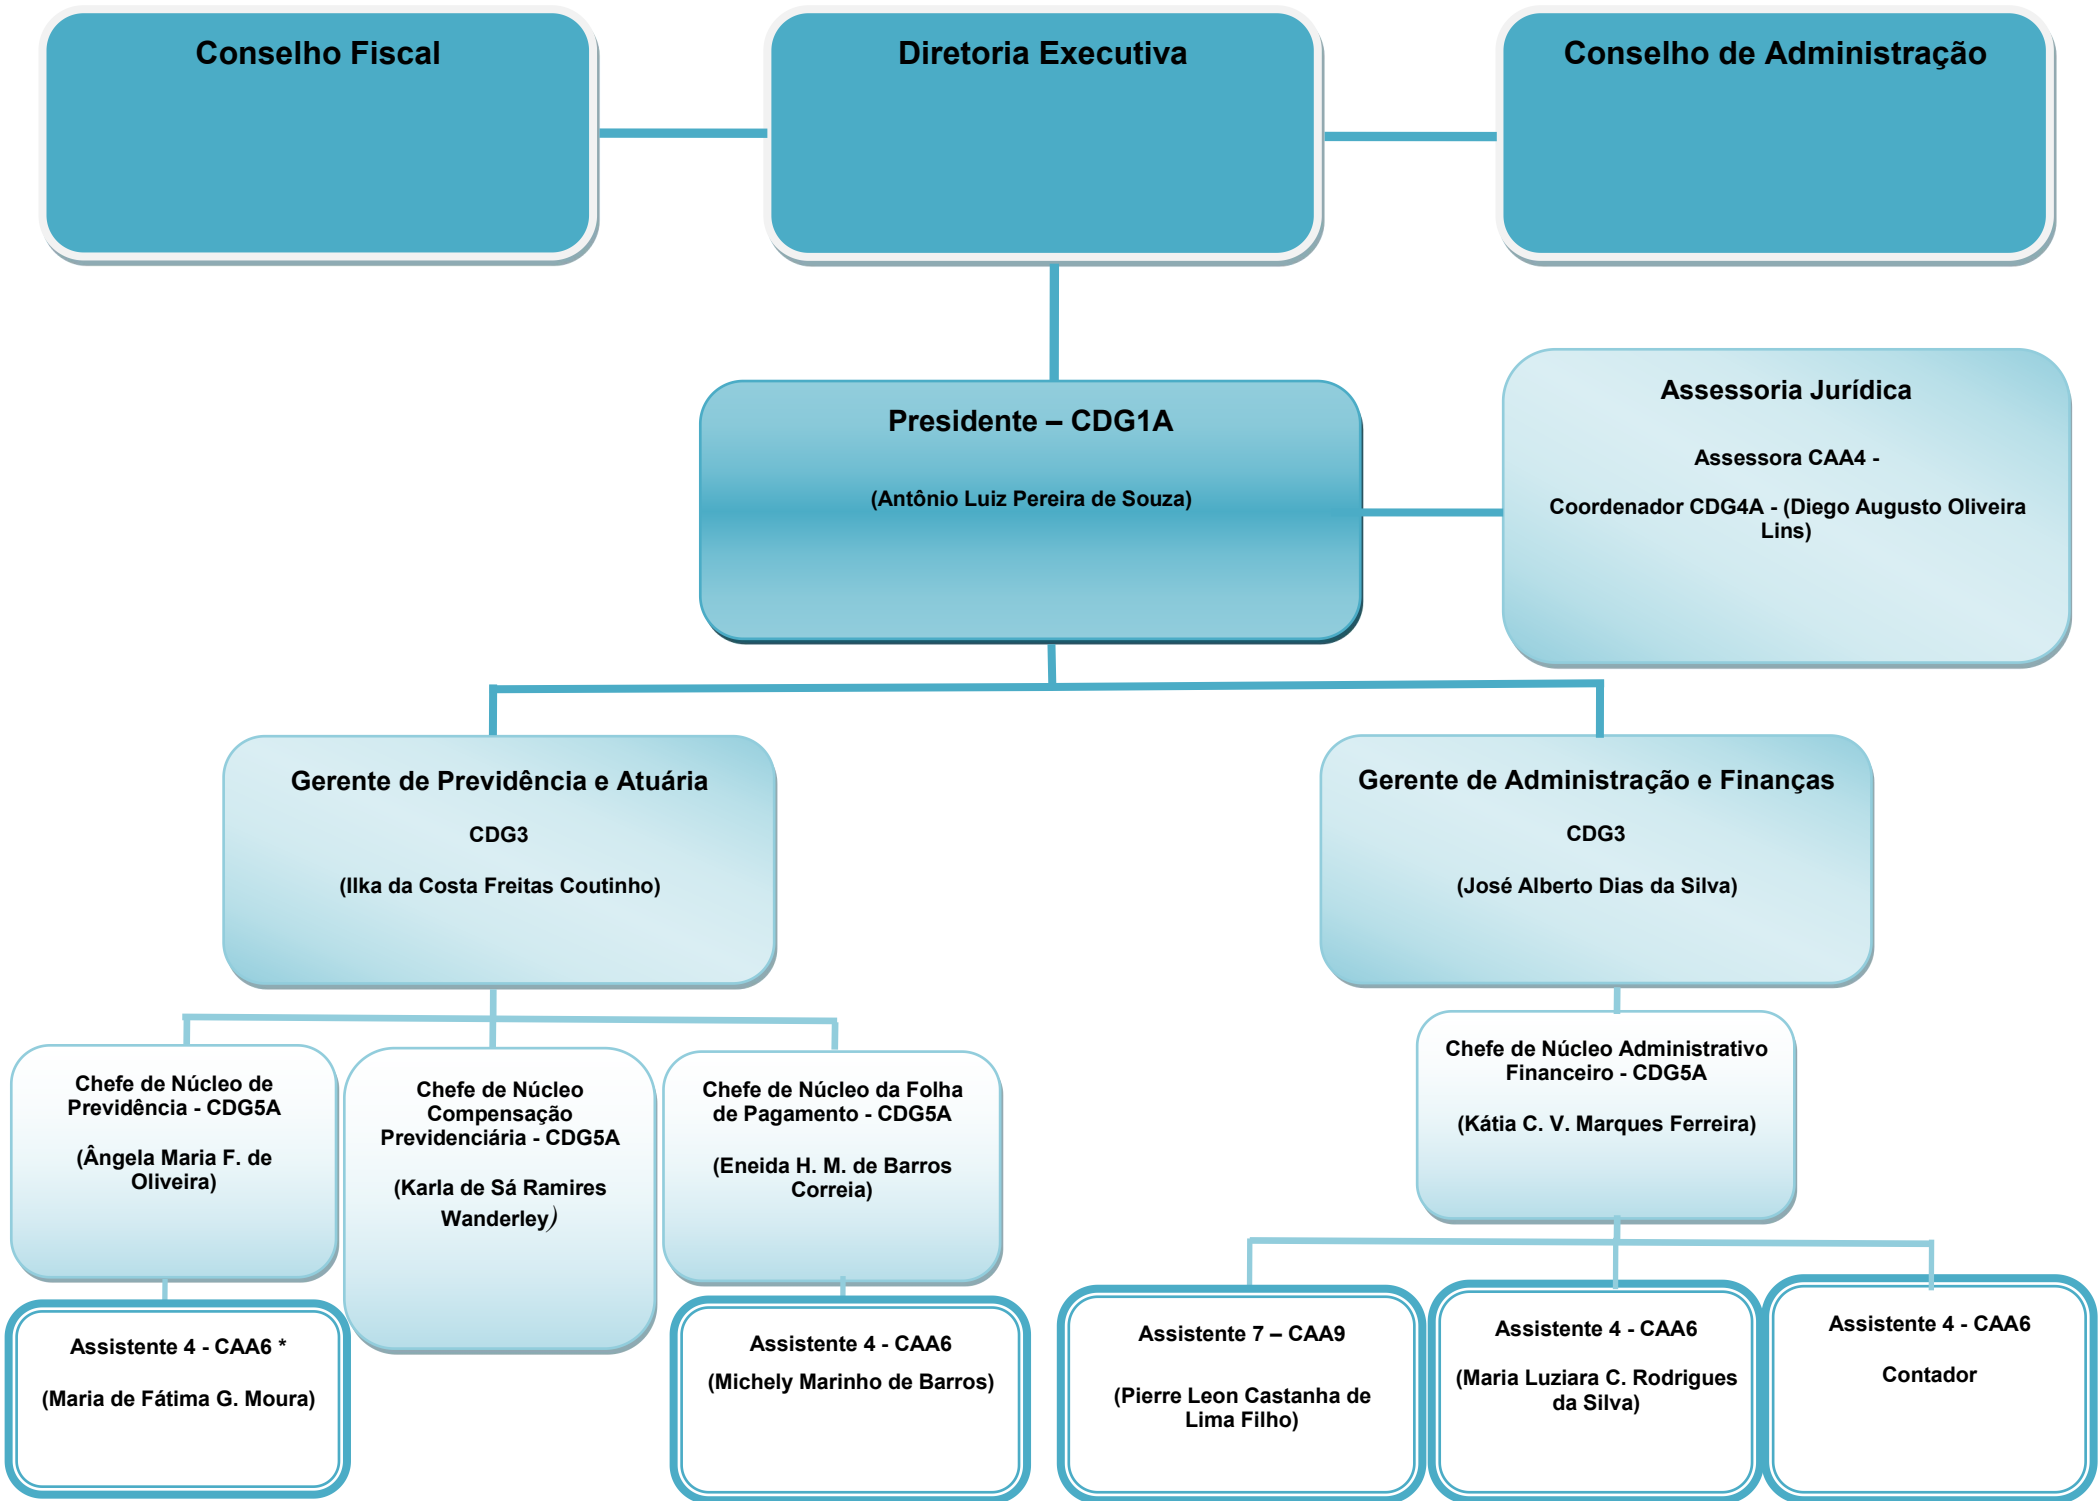 Conselho Fiscal
Diretoria Executiva
Conselho de Administração
Presidente – CDG1A
(Antônio Luiz Pereira de Souza)
Assessoria Jurídica
Assessora CAA4 -
Coordenador CDG4A - (Diego Augusto Oliveira
Lins)
Gerente de Previdência e Atuária
CDG3
(Ilka da Costa Freitas Coutinho)
Gerente de Administração e Finanças
CDG3
(José Alberto Dias da Silva)
Chefe de Núcleo de
Previdência - CDG5A
(Ângela Maria F. de
Oliveira)
Chefe de Núcleo
Compensação
Previdenciária - CDG5A
(Karla de Sá Ramires
Wanderley)
Chefe de Núcleo da Folha
de Pagamento - CDG5A
(Eneida H. M. de Barros
Correia)
Chefe de Núcleo Administrativo
Financeiro - CDG5A
(Kátia C. V. Marques Ferreira)
Assistente 4 - CAA6 *
(Maria de Fátima G. Moura)
Assistente 4 - CAA6
(Michely Marinho de Barros)
Assistente 7 – CAA9
(Pierre Leon Castanha de
Lima Filho)
Assistente 4 - CAA6
(Maria Luziara C. Rodrigues
da Silva)
Assistente 4 - CAA6
Contador